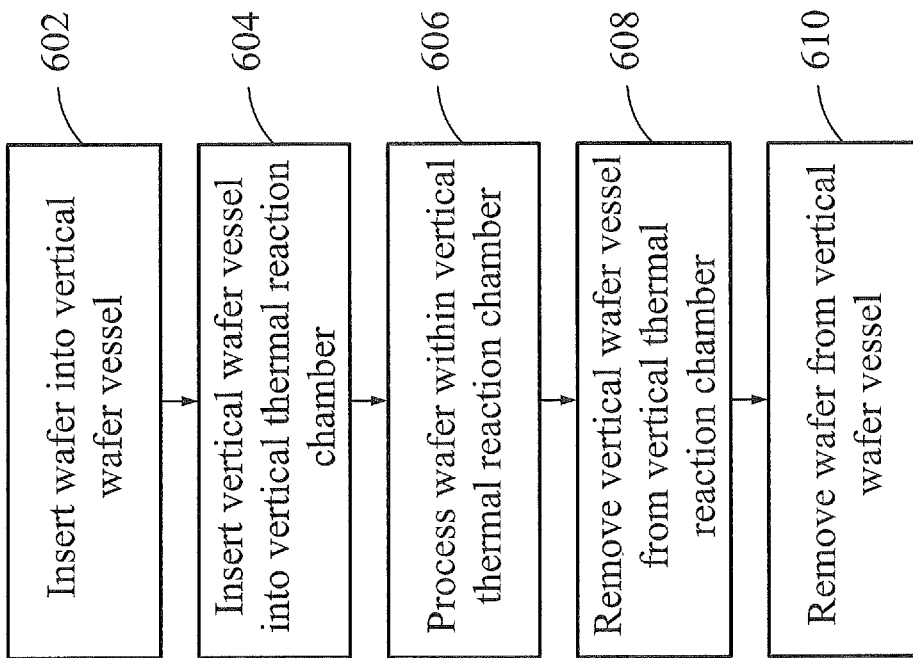 Insert wafer into vertical
wafer vessel
602
Insert vertical wafer vessel
into vertical thermal reaction
chamber
604
Process wafer within vertical
thermal reaction chamber
606
Remove vertical wafer vessel
from vertical thermal
reaction chamber
608
Remove wafer from vertical
wafer vessel
610